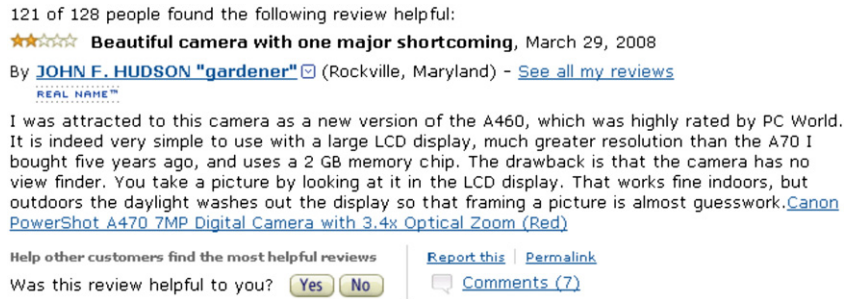 121 of 128 people found the following review helpful:
Beautiful camera with one major shortcoming, March 29, 2008
By JOHN F. HUDSON "gardener" (Rockville, Maryland) - See all my reviews
REAL NAME™
I was attracted to this camera as a new version of the A460, which was highly rated by PC World.
It is indeed very simple to use with a large LCD display, much greater resolution than the A70 I
bought five years ago, and uses a 2 GB memory chip. The drawback is that the camera has no
view finder. You take a picture by looking at it in the LCD display. That works fine indoors, but
outdoors the daylight washes out the display so that framing a picture is almost guesswork.Canon
PowerShot A470 7MP Digital Camera with 3.4x Optical Zoom (Red)
Help other customers find the most helpful reviews
Was this review helpful to you? Yes No
Report this | Permalink
Comments (7)